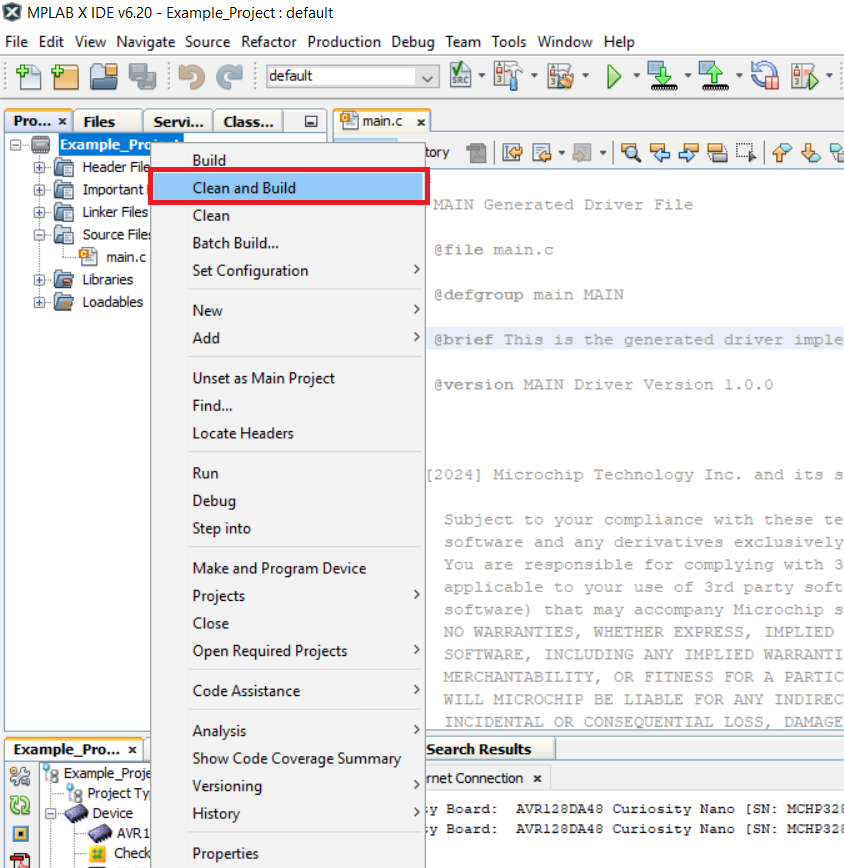 MPLAB X IDE v6.20 - Example_Project : default
File Edit View Navigate Source Refactor Production Debug Team Tools Window Help
default
Pro... × Files Servi... Class...
main.c ×
Example_Project
Header File
Important
Linker Files
Source Files
main.c
Libraries
Loadables
Build
Clean and Build
Clean
Batch Build...
Set Configuration
New
Add
Unset as Main Project
Find...
Locate Headers
Run
Debug
Step into
Make and Program Device
Projects
Close
Open Required Projects
Code Assistance
Analysis
Show Code Coverage Summary
Versioning
History
Properties
tory
MAIN Generated Driver File
@file main.c
@defgroup main MAIN
@brief This is the generated driver imple
@version MAIN Driver Version 1.0.0
[2024] Microchip Technology Inc. and its s
Subject to your compliance with these te
software and any derivatives exclusively
You are responsible for complying with 3
applicable to your use of 3rd party soft
software) that may accompany Microchip s
NO WARRANTIES, WHETHER EXPRESS, IMPLIED
SOFTWARE, INCLUDING ANY IMPLIED WARRANTI
MERCHANTABILITY, OR FITNESS FOR A PARTIC
WILL MICROCHIP BE LIABLE FOR ANY INDIREC
INCIDENTAL OR CONSEQUENTIAL LOSS, DAMAGE
Example_Pro... ×
Example_Proje
Project Ty
Device
AVR1
Check
Search Results
rnet Connection ×
ty Board: AVR128DA48 Curiosity Nano [SN: MCHP328
ty Board: AVR128DA48 Curiosity Nano [SN: MCHP328